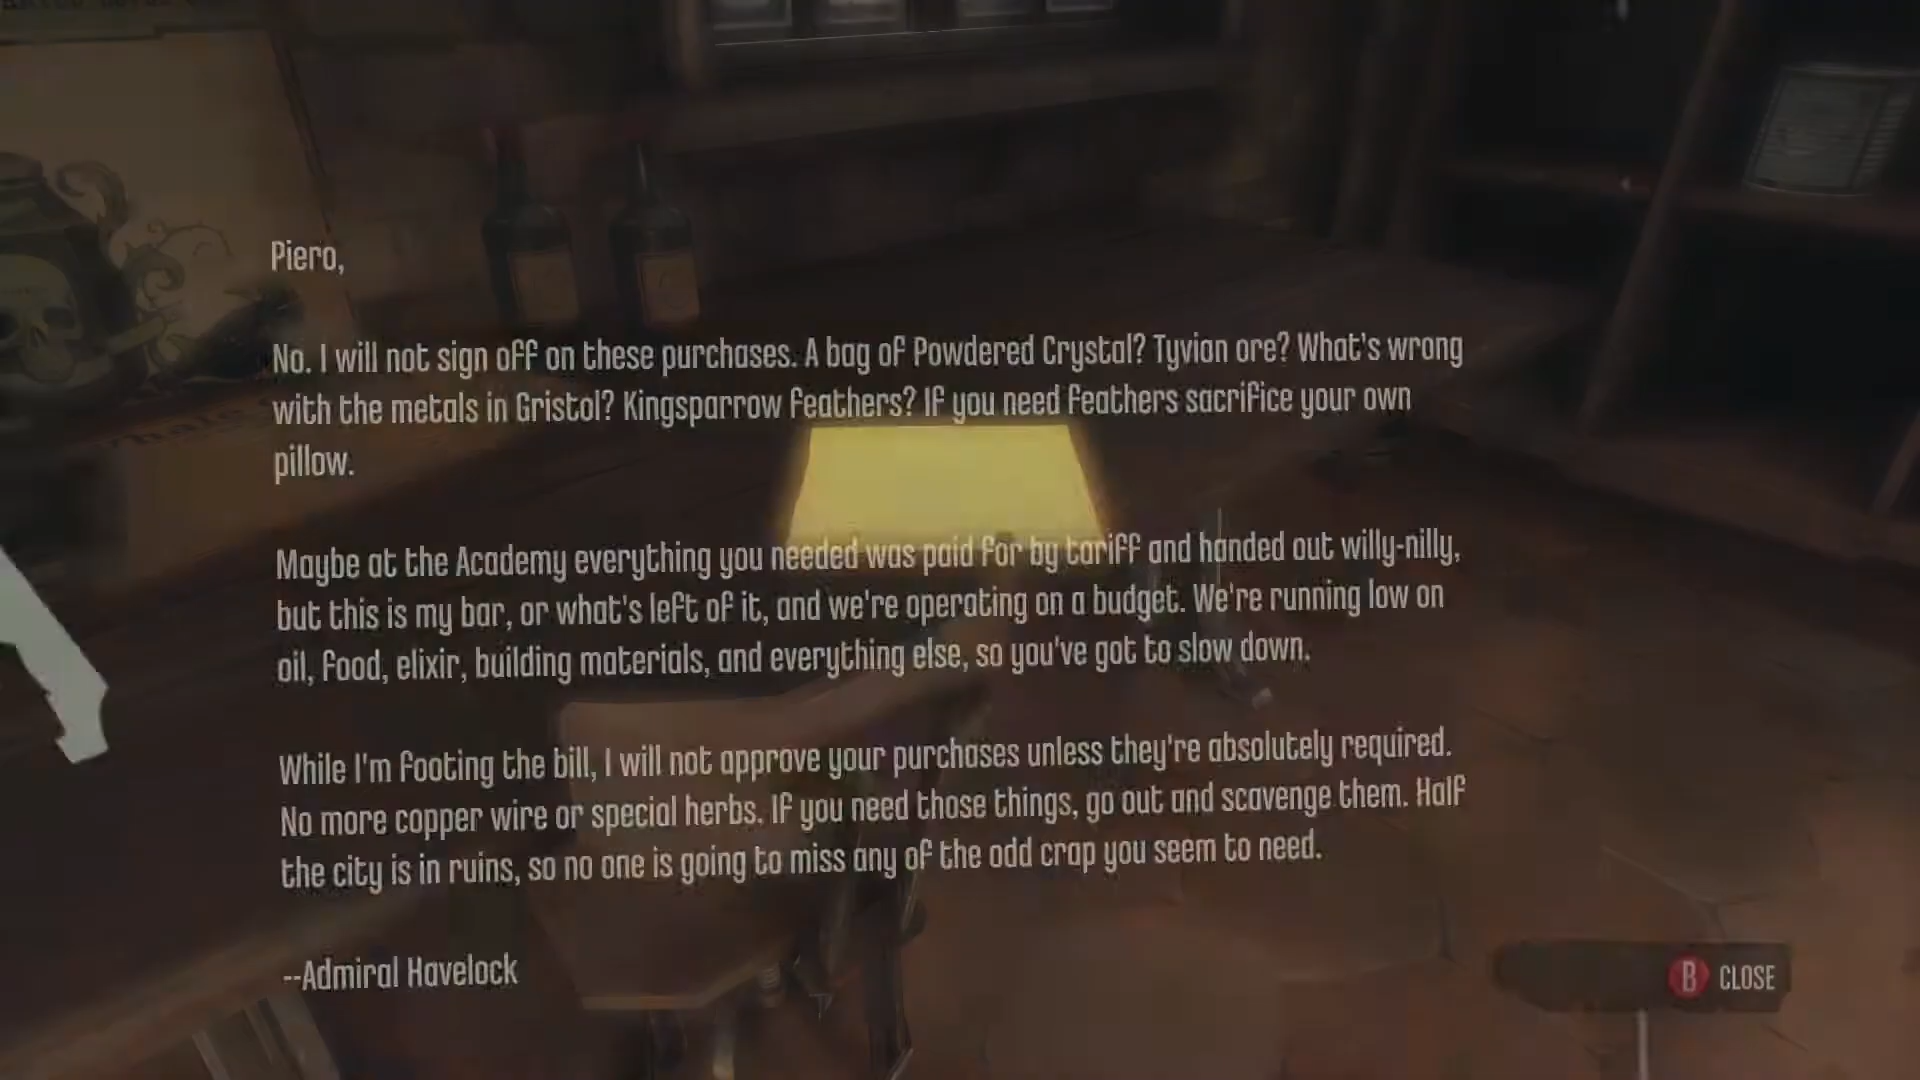 Piero,
No. I will not sign off on these purchases. A bag of Powdered Crystal? Tyvian ore? What's wrong
with the metals in Gristol? Kingsparrow feathers? If you need feathers sacrifice your own
pillow.
Maybe at the Academy everything you needed was paid for by tariff and handed out willy-nilly,
but this is my bar, or what's left of it, and we're operating on a budget. We're running low on
oil, food, elixir, building materials, and everything else, so you've got to slow down.
While I'm footing the bill, I will not approve your purchases unless they're absolutely required.
No more copper wire or special herbs. If you need those things, go out and scavenge them. Half
the city is in ruins, so no one is going to miss any of the odd crap you seem to need.
--Admiral Havelock
B CLOSE